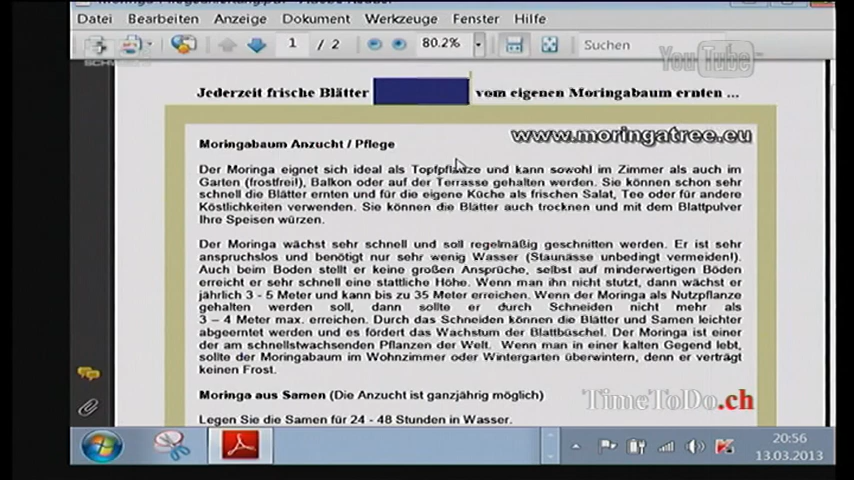 Datei Bearbeiten Anzeige Dokument Werkzeuge Fenster Hilfe
1 / 2 80.2% Suchen
YouTube
Jederzeit frische Blätter vom eigenen Moringabaum ernten ...
www.moringatree.eu
Moringabaum Anzucht / Pflege
Der Moringa eignet sich ideal als Topfpflanze und kann sowohl im Zimmer als auch im
Garten (frostfrei!), Balkon oder auf der Terrasse gehalten werden. Sie können schon sehr
schnell die Blätter ernten und für die eigene Küche als frischen Salat, Tee oder für andere
Köstlichkeiten verwenden. Sie können die Blätter auch trocknen und mit dem Blattpulver
Ihre Speisen würzen.
Der Moringa wächst sehr schnell und soll regelmäßig geschnitten werden. Er ist sehr
anspruchslos und benötigt nur sehr wenig Wasser (Staunässe unbedingt vermeiden!).
Auch beim Boden stellt er keine großen Ansprüche, selbst auf minderwertigen Böden
erreicht er sehr schnell eine stattliche Höhe. Wenn man ihn nicht stutzt, dann wächst er
jährlich 3 - 5 Meter und kann bis zu 35 Meter erreichen. Wenn der Moringa als Nutzpflanze
gehalten werden soll, dann sollte er durch Schneiden nicht mehr als
3 – 4 Meter max. erreichen. Durch das Schneiden können die Blätter und Samen leichter
abgeerntet werden und es fördert das Wachstum der Blattbüschel. Der Moringa ist einer
der am schnellstwachsenden Pflanzen der Welt. Wenn man in einer kalten Gegend lebt,
sollte der Moringabaum im Wohnzimmer oder Wintergarten überwintern, denn er verträgt
keinen Frost.
Moringa aus Samen (Die Anzucht ist ganzjährig möglich)
TimeToDo.ch
Legen Sie die Samen für 24 - 48 Stunden in Wasser.
20:56
13.03.2013